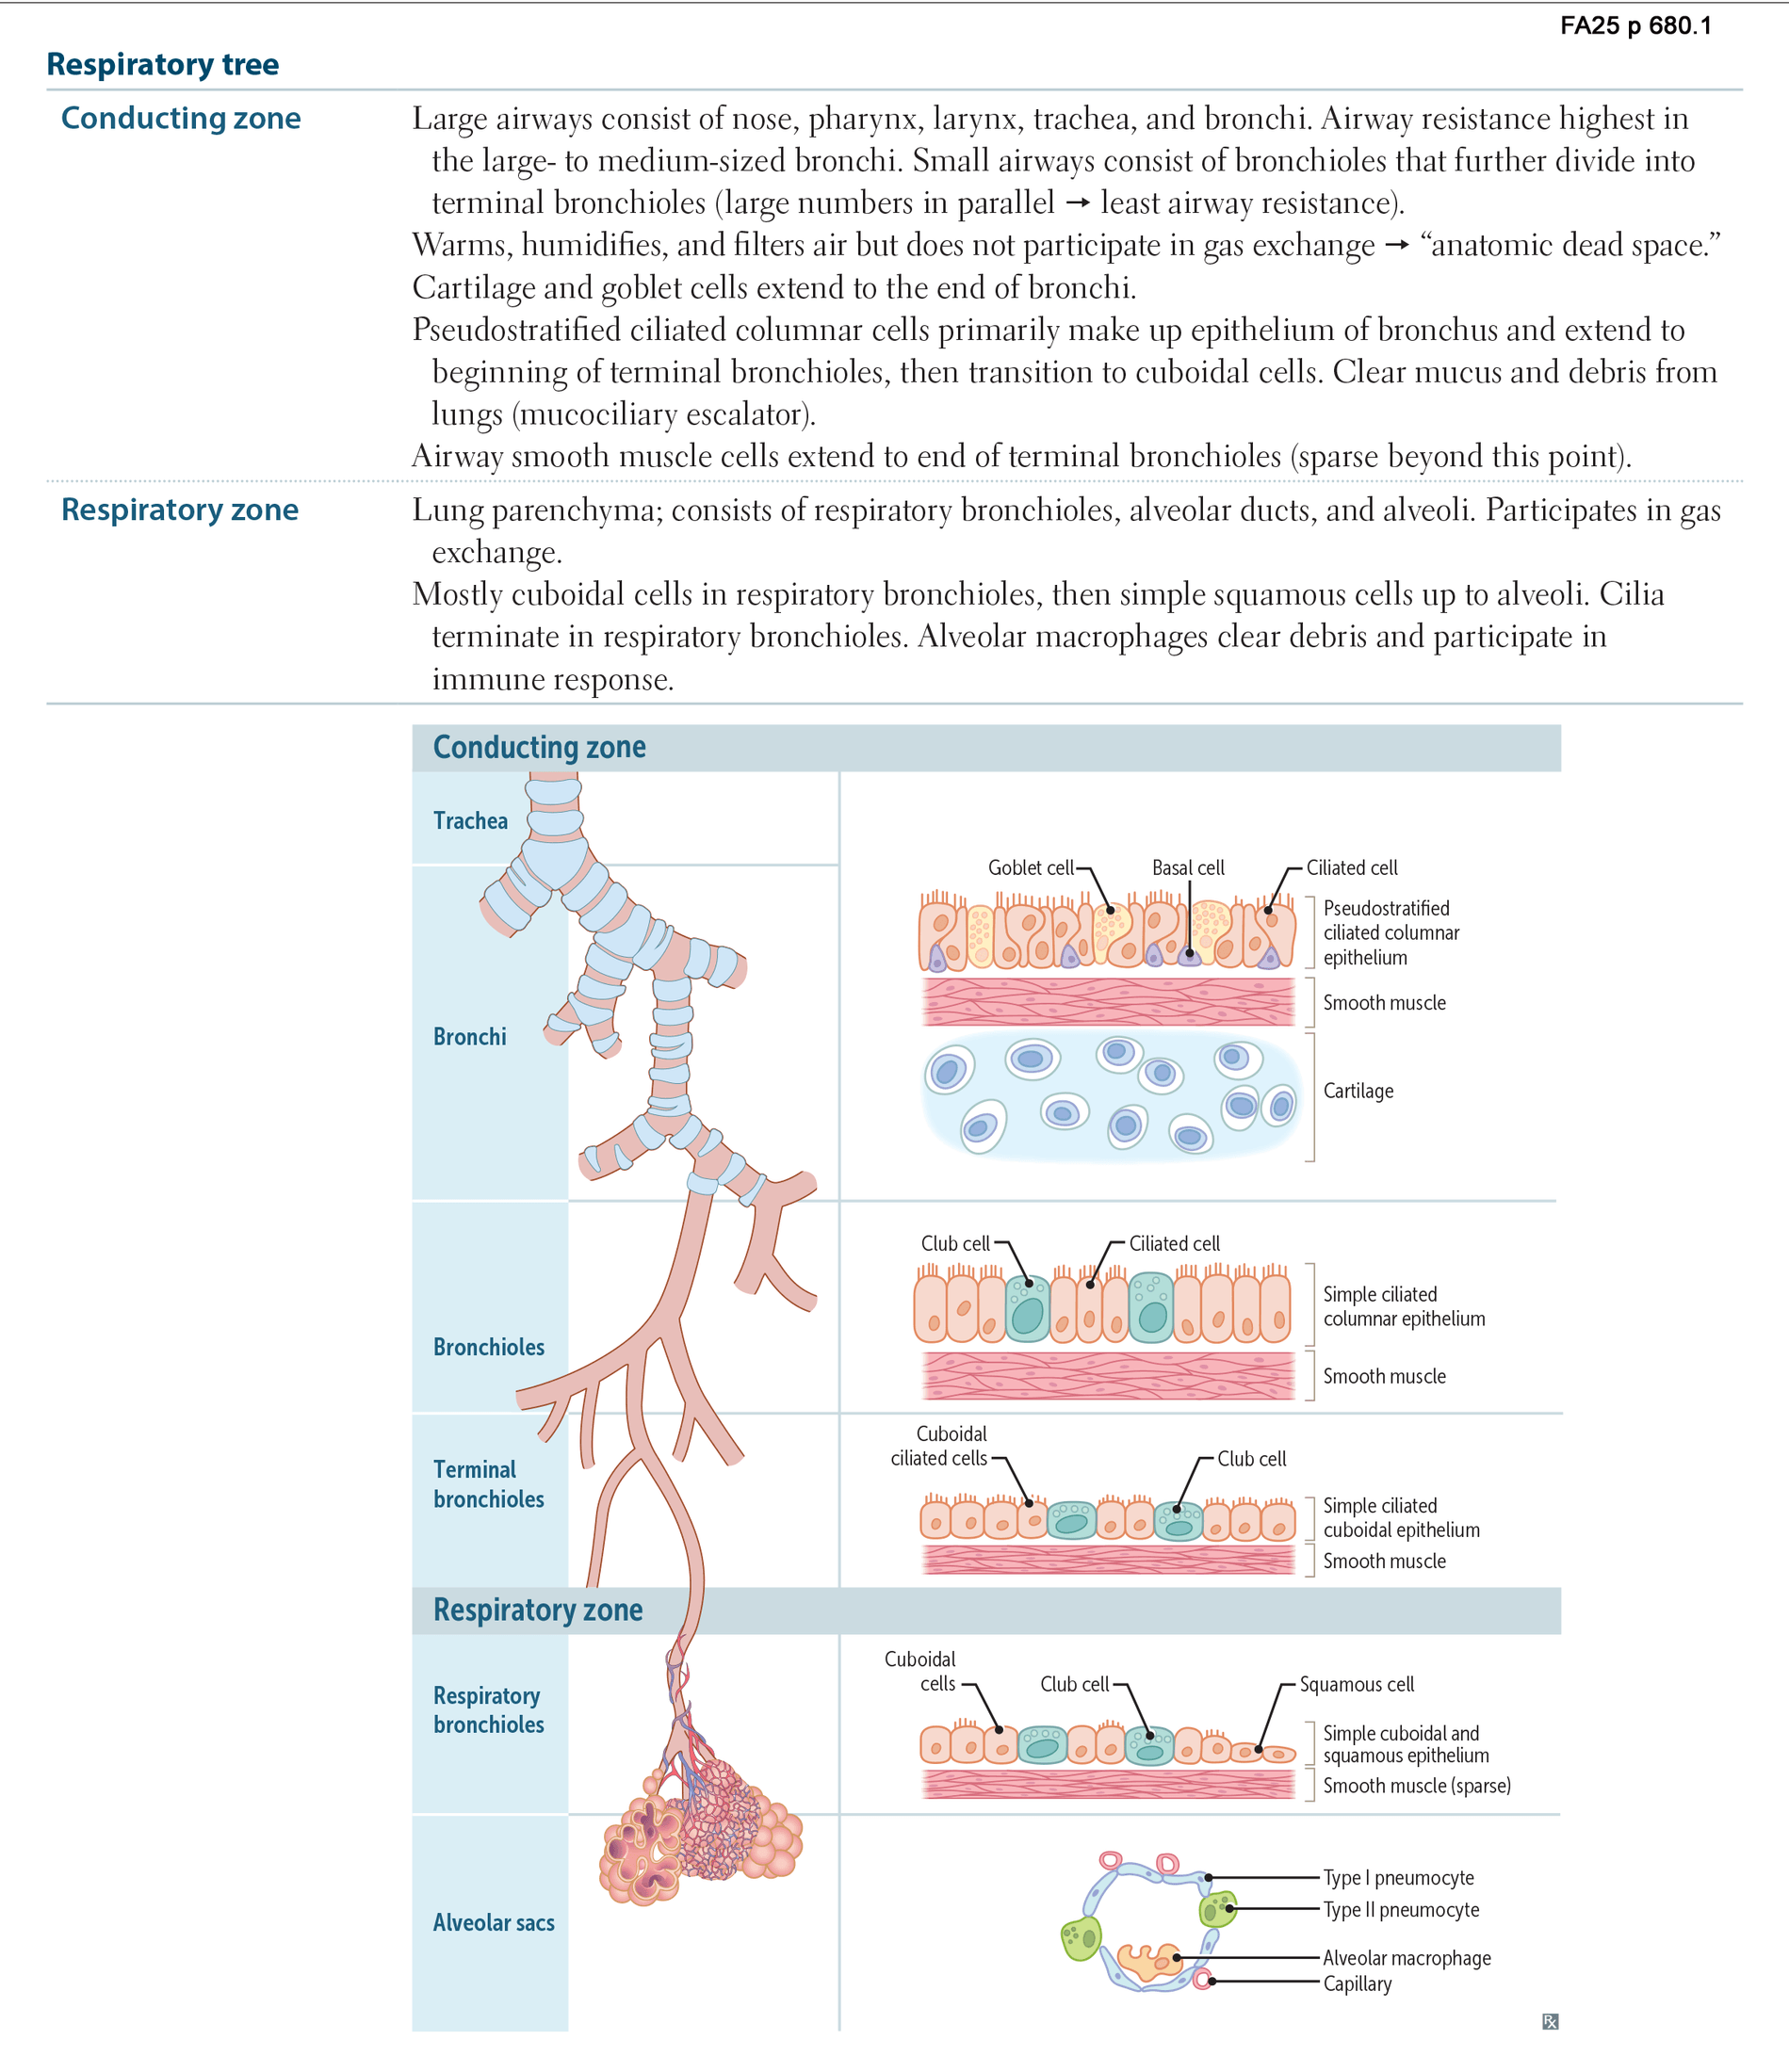 FA25 p 680.1
Respiratory tree
Conducting zone
Large airways consist of nose, pharynx, larynx, trachea, and bronchi. Airway resistance highest in
the large- to medium-sized bronchi. Small airways consist of bronchioles that further divide into
terminal bronchioles (large numbers in parallel → least airway resistance).
Warms, humidifies, and filters air but does not participate in gas exchange → “anatomic dead space.”
Cartilage and goblet cells extend to the end of bronchi.
Pseudostratified ciliated columnar cells primarily make up epithelium of bronchus and extend to
beginning of terminal bronchioles, then transition to cuboidal cells. Clear mucus and debris from
lungs (mucociliary escalator).
Airway smooth muscle cells extend to end of terminal bronchioles (sparse beyond this point).
Respiratory zone
Lung parenchyma; consists of respiratory bronchioles, alveolar ducts, and alveoli. Participates in gas
exchange.
Mostly cuboidal cells in respiratory bronchioles, then simple squamous cells up to alveoli. Cilia
terminate in respiratory bronchioles. Alveolar macrophages clear debris and participate in
immune response.
Conducting zone
Trachea
Goblet cell
Basal cell
Ciliated cell
Pseudostratified
ciliated columnar
epithelium
Smooth muscle
Bronchi
Cartilage
Club cell
Ciliated cell
Simple ciliated
columnar epithelium
Bronchioles
Smooth muscle
Cuboidal
ciliated cells
Club cell
Terminal
bronchioles
Simple ciliated
cuboidal epithelium
Smooth muscle
Respiratory zone
Cuboidal
cells
Club cell
Squamous cell
Respiratory
bronchioles
Simple cuboidal and
squamous epithelium
Smooth muscle (sparse)
Type I pneumocyte
Type II pneumocyte
Alveolar sacs
Alveolar macrophage
Capillary
Rx